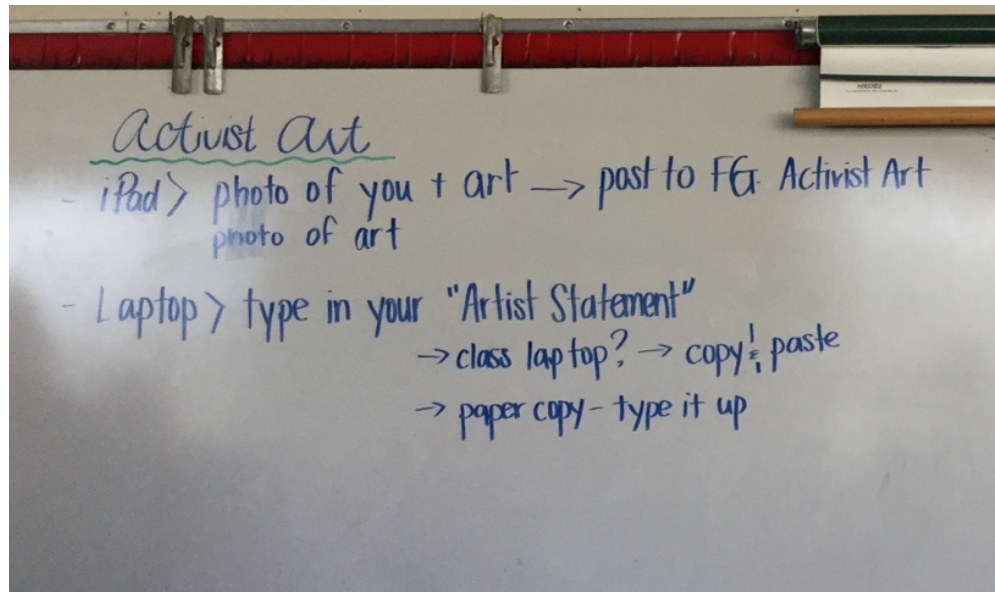 Activist Art
- iPad > photo of you + art → post to FG. Activist Art
photo of art
- Laptop > type in your "Artist Statement"
→ class laptop? → copy & paste
→ paper copy - type it up